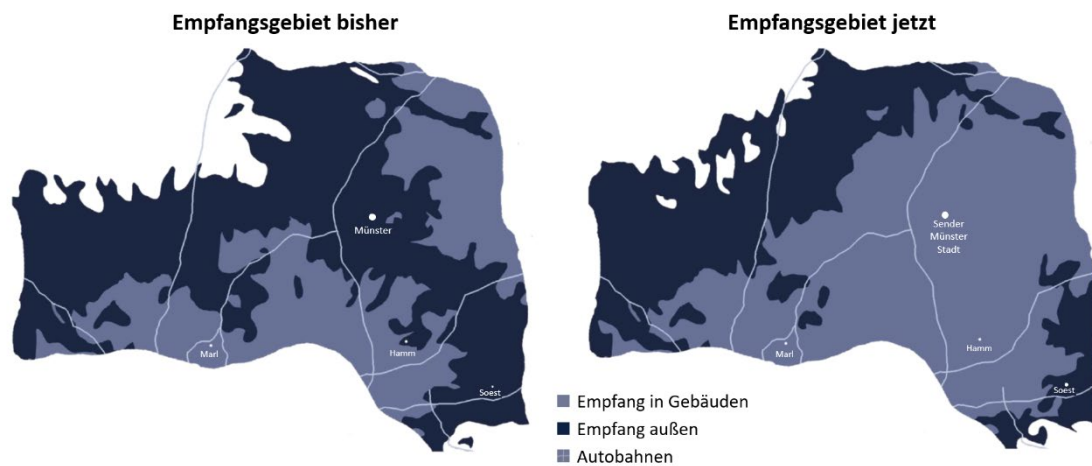 Empfangsgebiet bisher
Münster
Marl
Hamm
Soest
Empfangsgebiet jetzt
Sender
Münster
Stadt
Marl
Hamm
Soest
Empfang in Gebäuden
Empfang außen
Autobahnen